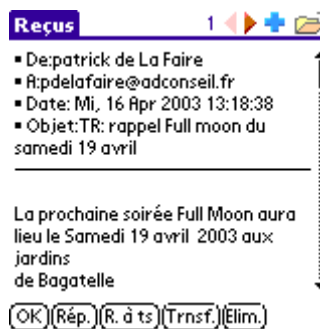 Reçus 1
▪ De:patrick de La Faire
▪ A:pdelafaire@adconseil.fr
▪ Date: Mi, 16 Apr 2003 13:18:38
▪ Objet:TR: rappel Full moon du
samedi 19 avril
La prochaine soirée Full Moon aura
lieu le Samedi 19 avril 2003 aux
jardins
de Bagatelle
OK Rép. R. à ts Trnsf. Elim.